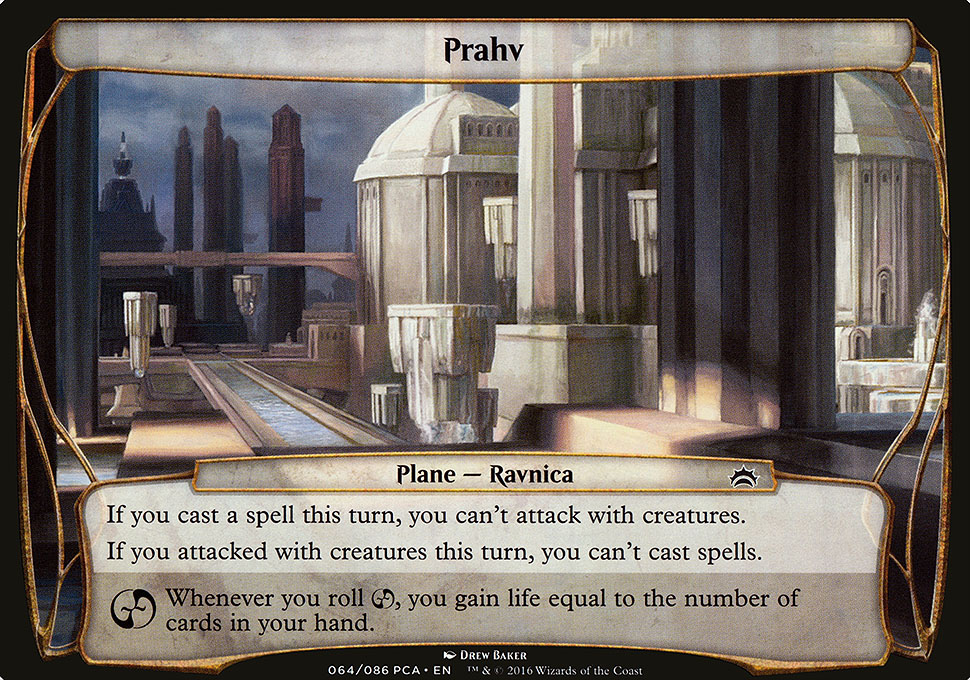 Prahv
Plane — Ravnica
If you cast a spell this turn, you can't attack with creatures.
If you attacked with creatures this turn, you can't cast spells.
Whenever you roll , you gain life equal to the number of
cards in your hand.
Drew Baker
064/086 PCA • EN ™ & © 2016 Wizards of the Coast